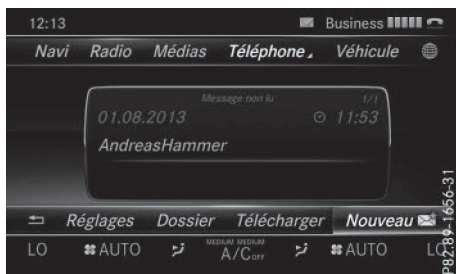 12:13 Business
Navi Radio Médias Téléphone Véhicule
Message non lu 1/1
01.08.2013 11:53
AndreasHammer
Réglages Dossier Télécharger Nouveau
MEDIUM MEDIUM
LO AUTO A/C OFF AUTO LO
P82.89-1656-31